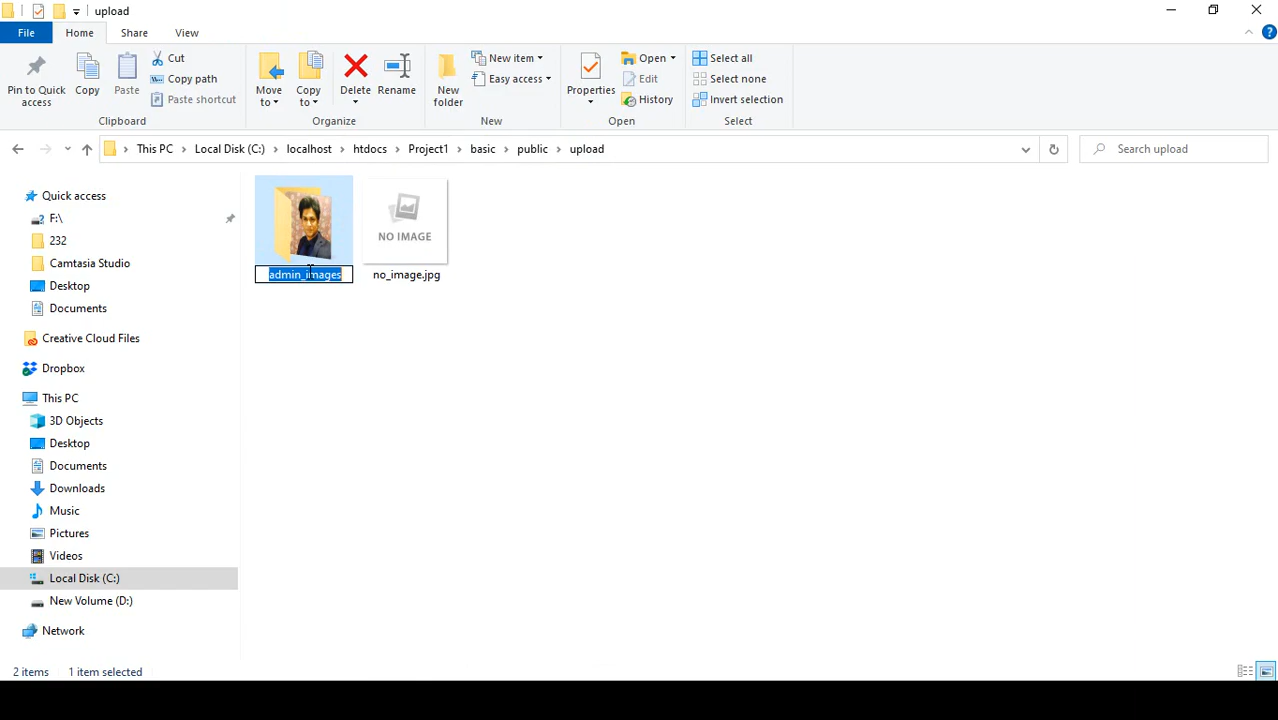 upload
File Home Share View
Pin to Quick access
Copy
Paste
Cut
Copy path
Paste shortcut
Clipboard
Move to
Copy to
Delete
Rename
Organize
New folder
New item
Easy access
New
Properties
Open
Edit
History
Open
Select all
Select none
Invert selection
Select
This PC > Local Disk (C:) > localhost > htdocs > Project1 > basic > public > upload
Search upload
Quick access
F:\
232
Camtasia Studio
Desktop
Documents
Creative Cloud Files
Dropbox
This PC
3D Objects
Desktop
Documents
Downloads
Music
Pictures
Videos
Local Disk (C:)
New Volume (D:)
Network
NO IMAGE
admin_images
no_image.jpg
2 items 1 item selected